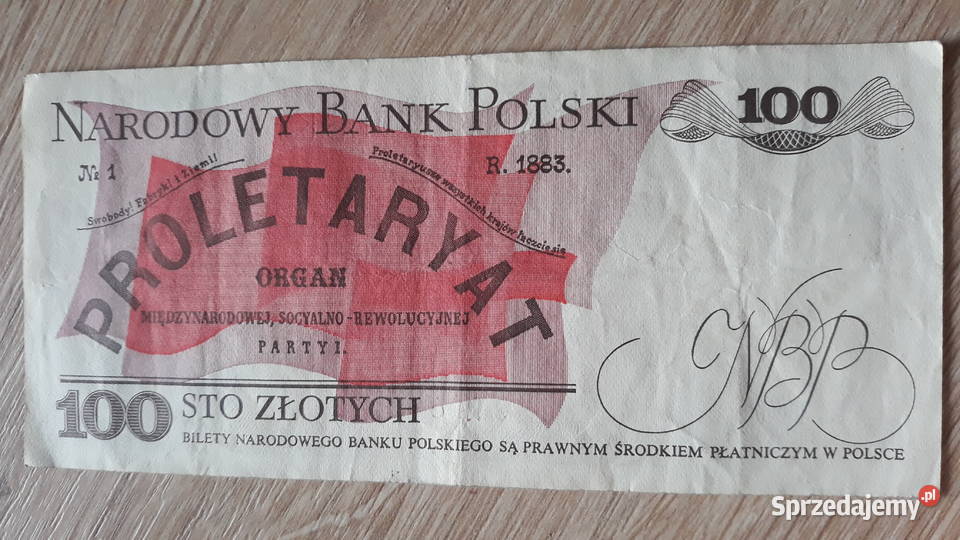 NARODOWY BANK POLSKI
100
№ 1
R. 1883.
Swobody! Fabryki i Ziemi!
Proletaryusze wszystkich krajów łączcie się
PROLETARYAT
ORGAN
MIĘDZYNARODOWEJ, SOCYALNO-REWOLUCYJNEJ
PARTYI.
NBP
100 STO ZŁOTYCH
BILETY NARODOWEGO BANKU POLSKIEGO SĄ PRAWNYM ŚRODKIEM PŁATNICZYM W POLSCE
Sprzedajemy.pl